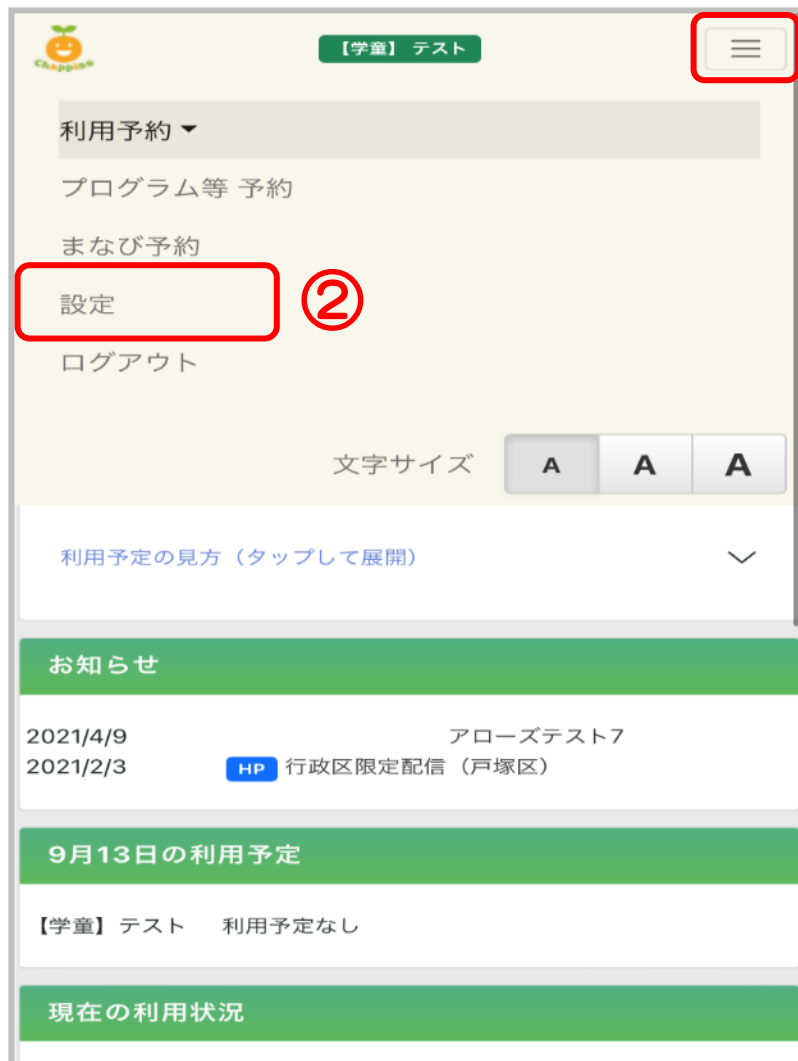 Chappino
【学童】 テスト
利用予約
プログラム等 予約
まなび予約
設定
②
ログアウト
文字サイズ A A A
利用予定の見方（タップして展開）
お知らせ
2021/4/9 アローズテスト7
2021/2/3 HP 行政区限定配信（戸塚区）
9月13日の利用予定
【学童】テスト 利用予定なし
現在の利用状況